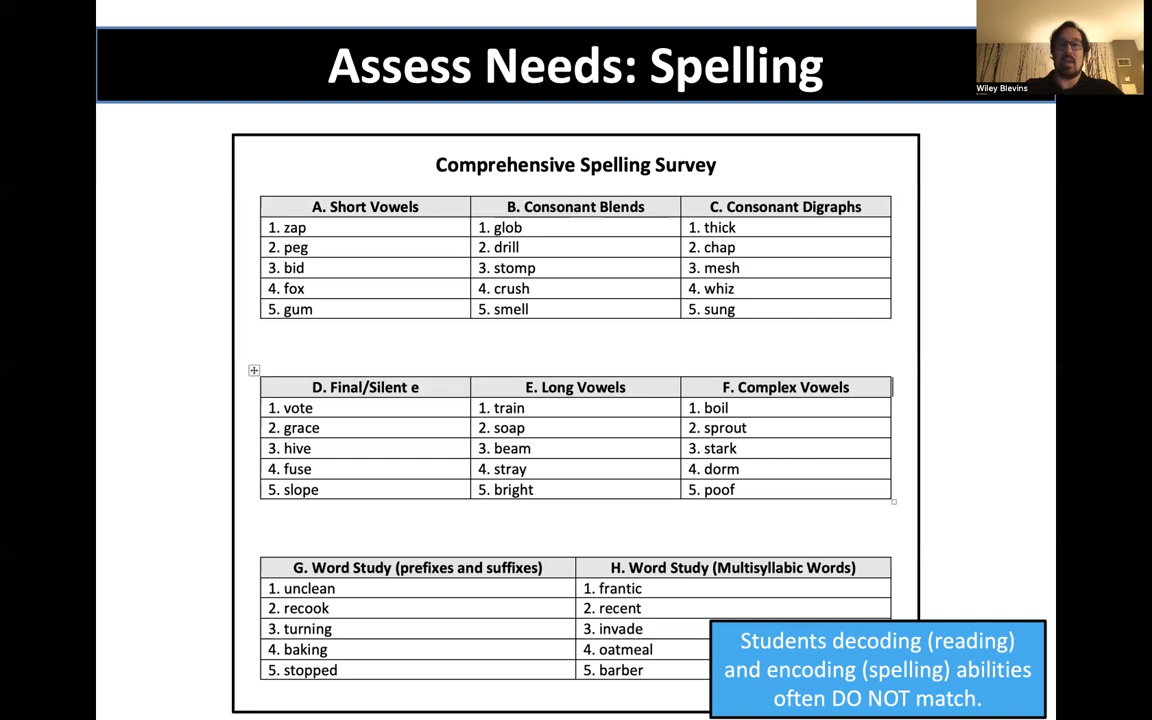 Assess Needs: Spelling
Wiley Blevins
Comprehensive Spelling Survey
A. Short Vowels B. Consonant Blends C. Consonant Digraphs
1. zap 1. glob 1. thick
2. peg 2. drill 2. chap
3. bid 3. stomp 3. mesh
4. fox 4. crush 4. whiz
5. gum 5. smell 5. sung
D. Final/Silent e E. Long Vowels F. Complex Vowels
1. vote 1. train 1. boil
2. grace 2. soap 2. sprout
3. hive 3. beam 3. stark
4. fuse 4. stray 4. dorm
5. slope 5. bright 5. poof
G. Word Study (prefixes and suffixes) H. Word Study (Multisyllabic Words)
1. unclean 1. frantic
2. recook 2. recent
3. turning 3. invade
4. baking 4. oatmeal
5. stopped 5. barber
Students decoding (reading)
and encoding (spelling) abilities
often DO NOT match.